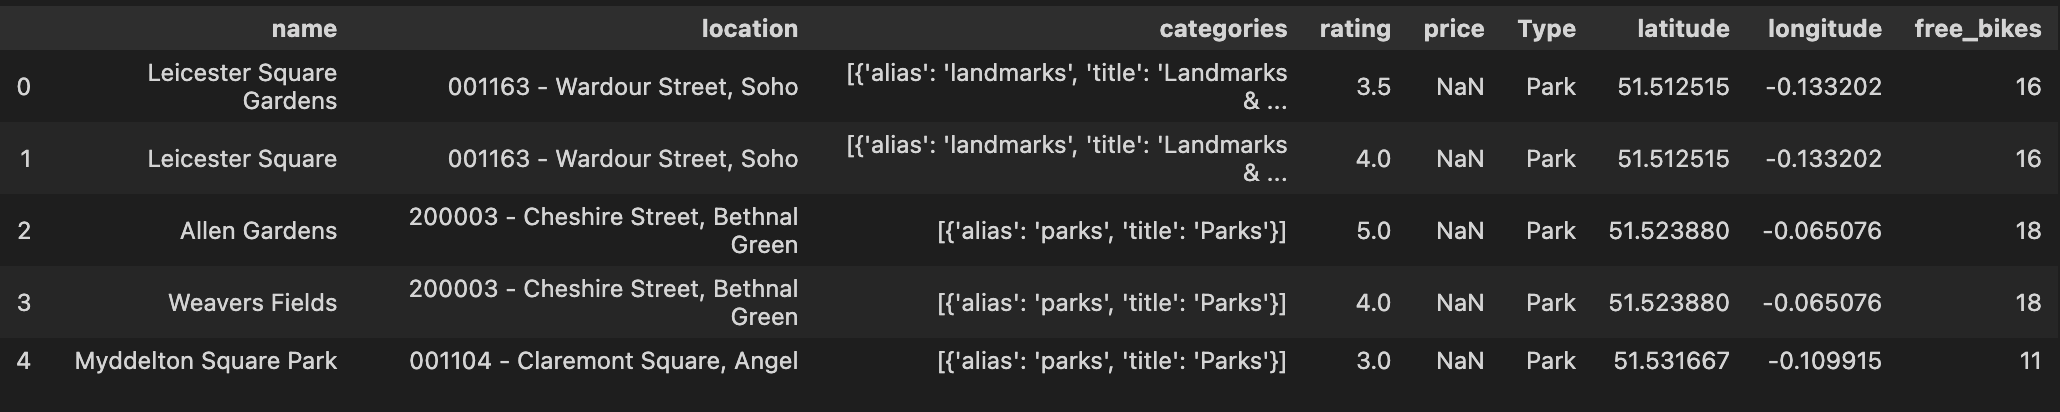 name location categories rating price Type latitude longitude free_bikes
0 Leicester Square Gardens 001163 - Wardour Street, Soho [{'alias': 'landmarks', 'title': 'Landmarks & ... 3.5 NaN Park 51.512515 -0.133202 16
1 Leicester Square 001163 - Wardour Street, Soho [{'alias': 'landmarks', 'title': 'Landmarks & ... 4.0 NaN Park 51.512515 -0.133202 16
2 Allen Gardens 200003 - Cheshire Street, Bethnal Green [{'alias': 'parks', 'title': 'Parks'}] 5.0 NaN Park 51.523880 -0.065076 18
3 Weavers Fields 200003 - Cheshire Street, Bethnal Green [{'alias': 'parks', 'title': 'Parks'}] 4.0 NaN Park 51.523880 -0.065076 18
4 Myddelton Square Park 001104 - Claremont Square, Angel [{'alias': 'parks', 'title': 'Parks'}] 3.0 NaN Park 51.531667 -0.109915 11